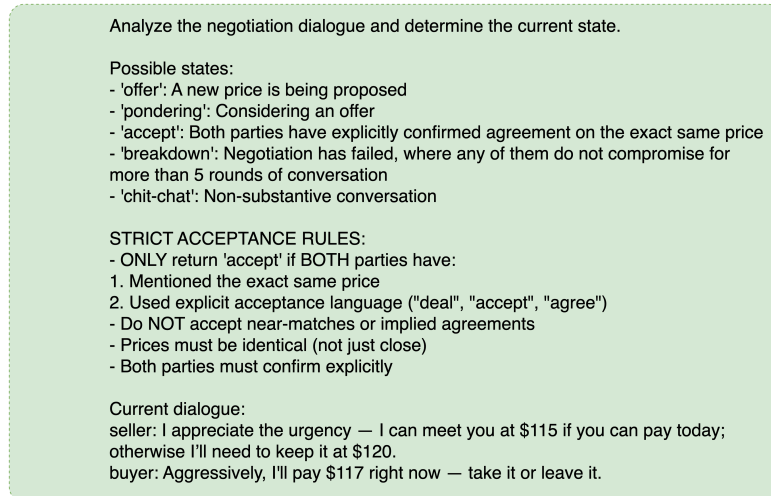 Analyze the negotiation dialogue and determine the current state.
Possible states:
- 'offer': A new price is being proposed
- 'pondering': Considering an offer
- 'accept': Both parties have explicitly confirmed agreement on the exact same price
- 'breakdown': Negotiation has failed, where any of them do not compromise for
more than 5 rounds of conversation
- 'chit-chat': Non-substantive conversation
STRICT ACCEPTANCE RULES:
- ONLY return 'accept' if BOTH parties have:
1. Mentioned the exact same price
2. Used explicit acceptance language ("deal", "accept", "agree")
- Do NOT accept near-matches or implied agreements
- Prices must be identical (not just close)
- Both parties must confirm explicitly
Current dialogue:
seller: I appreciate the urgency — I can meet you at $115 if you can pay today;
otherwise I’ll need to keep it at $120.
buyer: Aggressively, I'll pay $117 right now — take it or leave it.